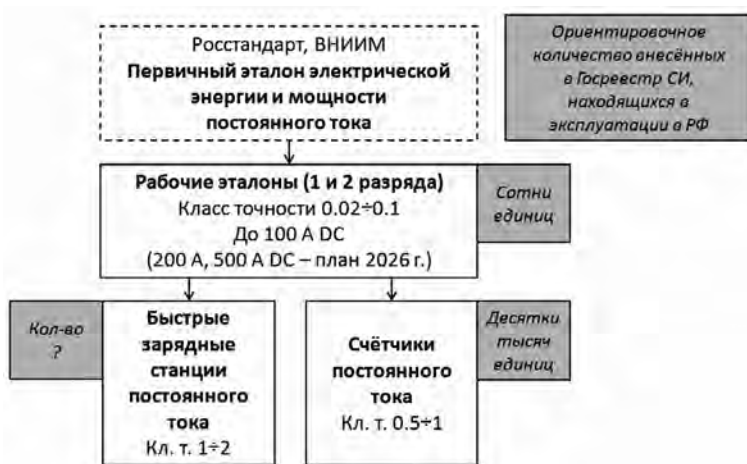 Росстандарт, ВНИИМ
Первичный эталон электрической
энергии и мощности
постоянного тока
Ориентировочное
количество внесённых
в Госреестр СИ,
находящихся в
эксплуатации в РФ
Рабочие эталоны (1 и 2 разряда)
Класс точности 0.02÷0.1
До 100 А DC
(200 А, 500 А DC – план 2026 г.)
Сотни
единиц
Кол-во
?
Быстрые
зарядные
станции
постоянного
тока
Кл. т. 1÷2
Счётчики
постоянного
тока
Кл. т. 0.5÷1
Десятки
тысяч
единиц